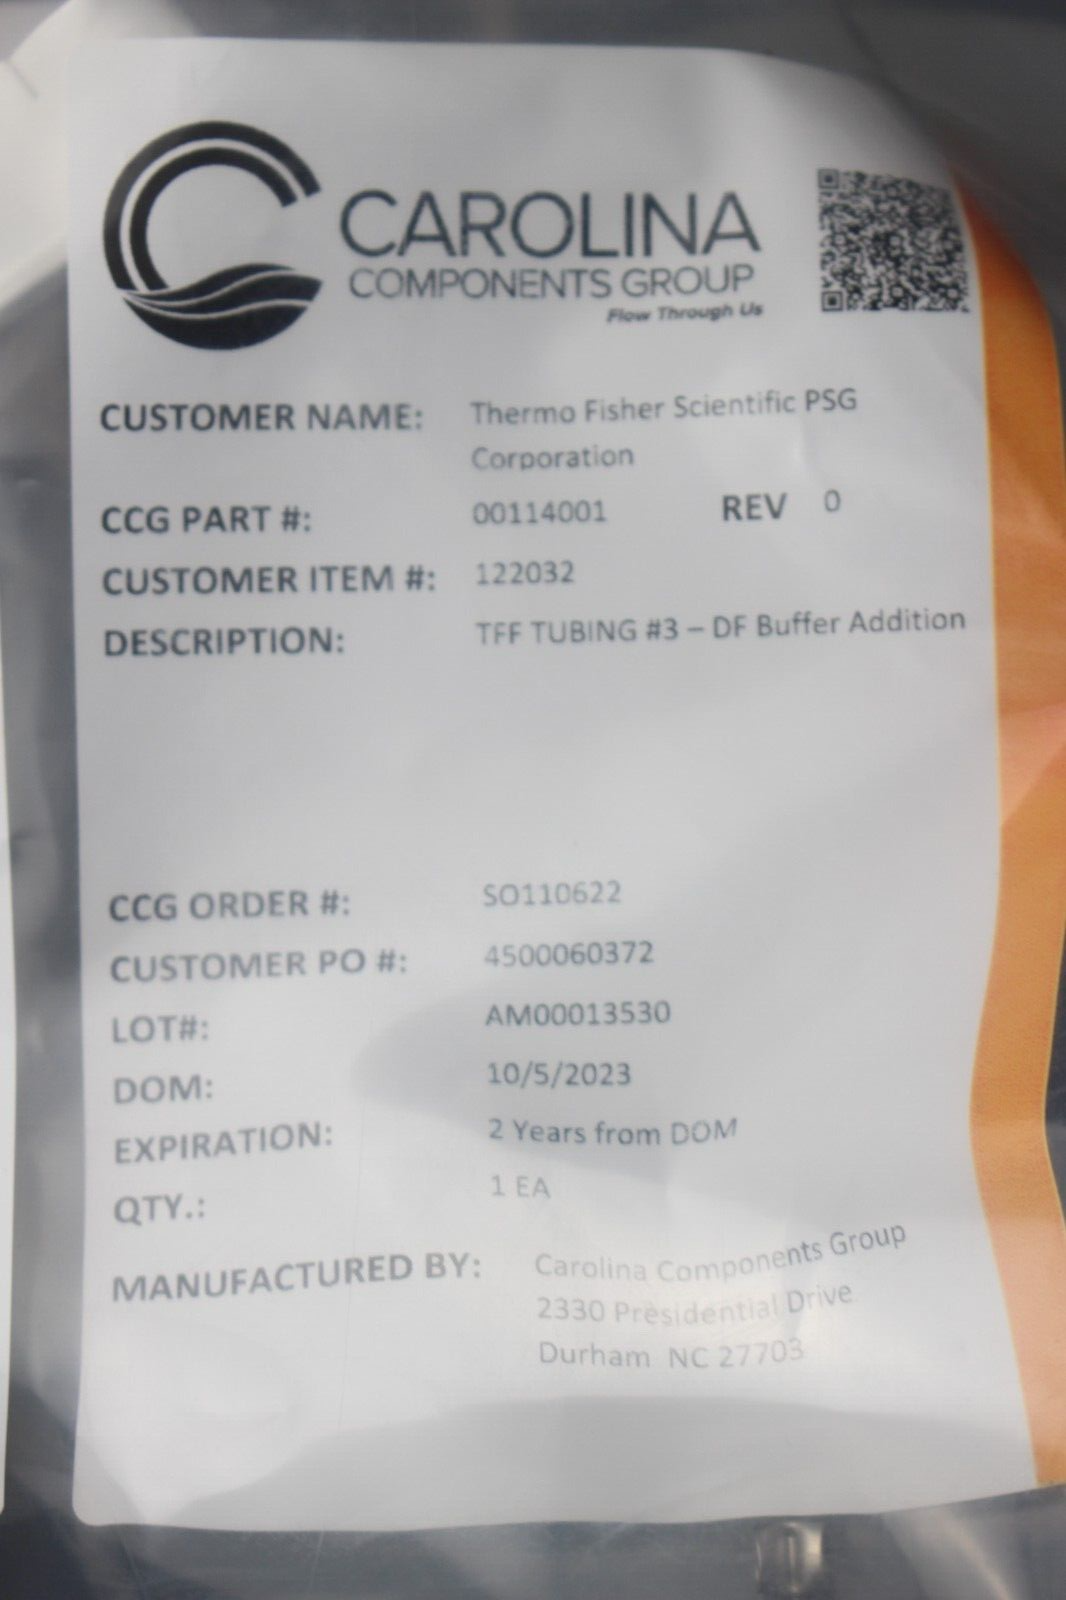 CAROLINA
COMPONENTS GROUP
Flow Through Us
CUSTOMER NAME: Thermo Fisher Scientific PSG
Corporation
CCG PART #: 00114001 REV 0
CUSTOMER ITEM #: 122032
DESCRIPTION: TFF TUBING #3 – DF Buffer Addition
CCG ORDER #: SO110622
CUSTOMER PO #: 4500060372
LOT#: AM00013530
DOM: 10/5/2023
EXPIRATION: 2 Years from DOM
QTY.: 1 EA
MANUFACTURED BY: Carolina Components Group
2330 Presidential Drive
Durham NC 27703